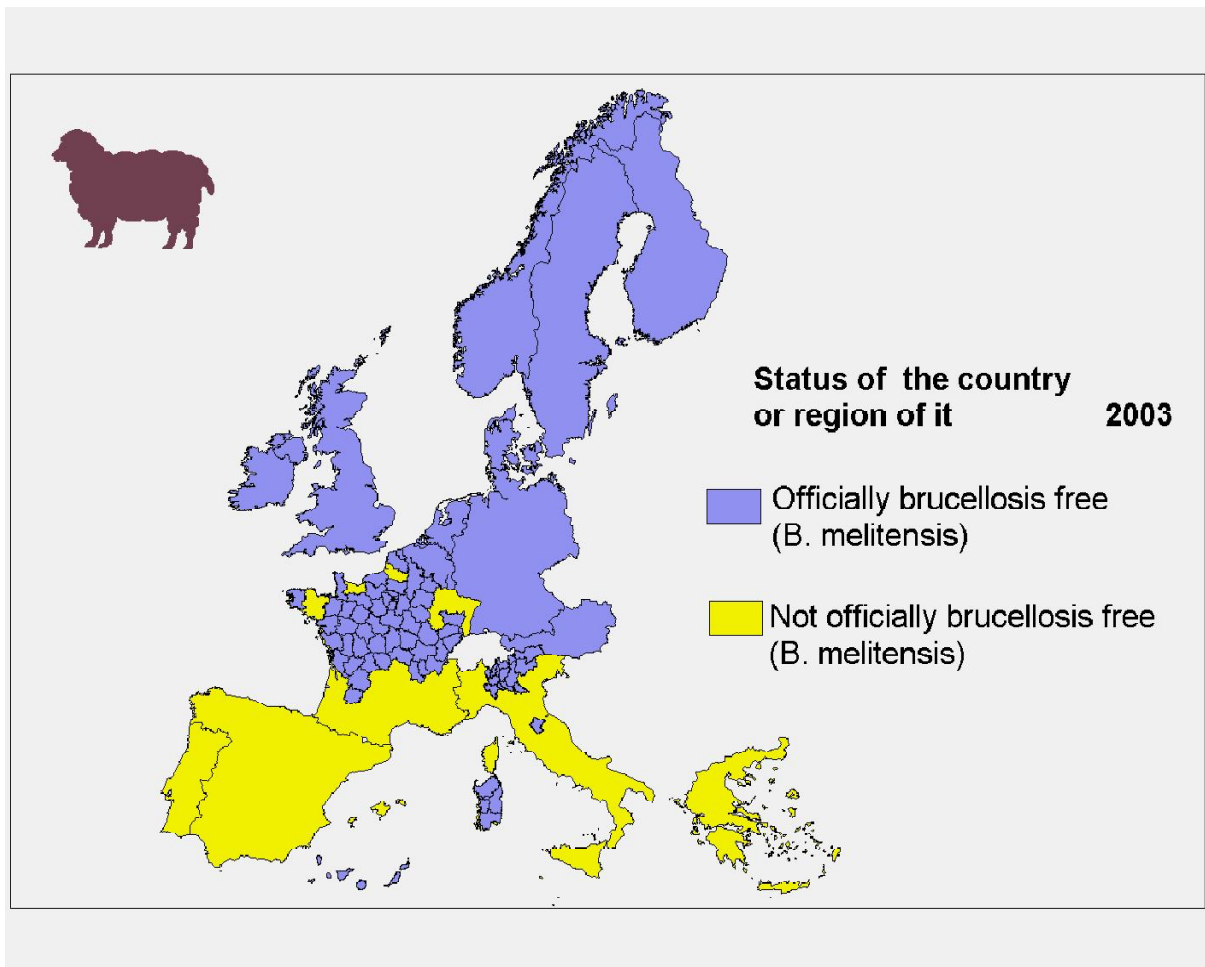 Status of the country
or region of it 2003
Officially brucellosis free
(B. melitensis)
Not officially brucellosis free
(B. melitensis)